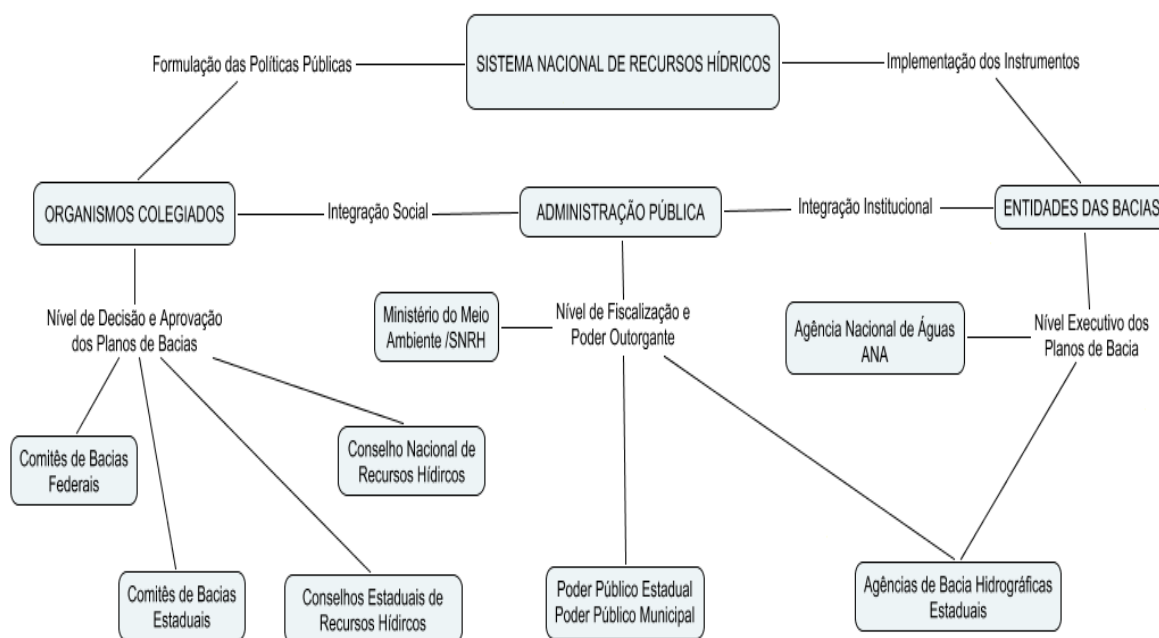 SISTEMA NACIONAL DE RECURSOS HÍDRICOS
Formulação das Políticas Públicas
Implementação dos Instrumentos
ORGANISMOS COLEGIADOS
Integração Social
ADMINISTRAÇÃO PÚBLICA
Integração Institucional
ENTIDADES DAS BACIAS
Nível de Decisão e Aprovação
dos Planos de Bacias
Ministério do Meio
Ambiente /SNRH
Nível de Fiscalização e
Poder Outorgante
Agência Nacional de Águas
ANA
Nível Executivo dos
Planos de Bacia
Comitês de Bacias
Federais
Conselho Nacional de
Recursos Hídircos
Comitês de Bacias
Estaduais
Conselhos Estaduais de
Recursos Hídircos
Poder Público Estadual
Poder Público Municipal
Agências de Bacia Hidrográficas
Estaduais